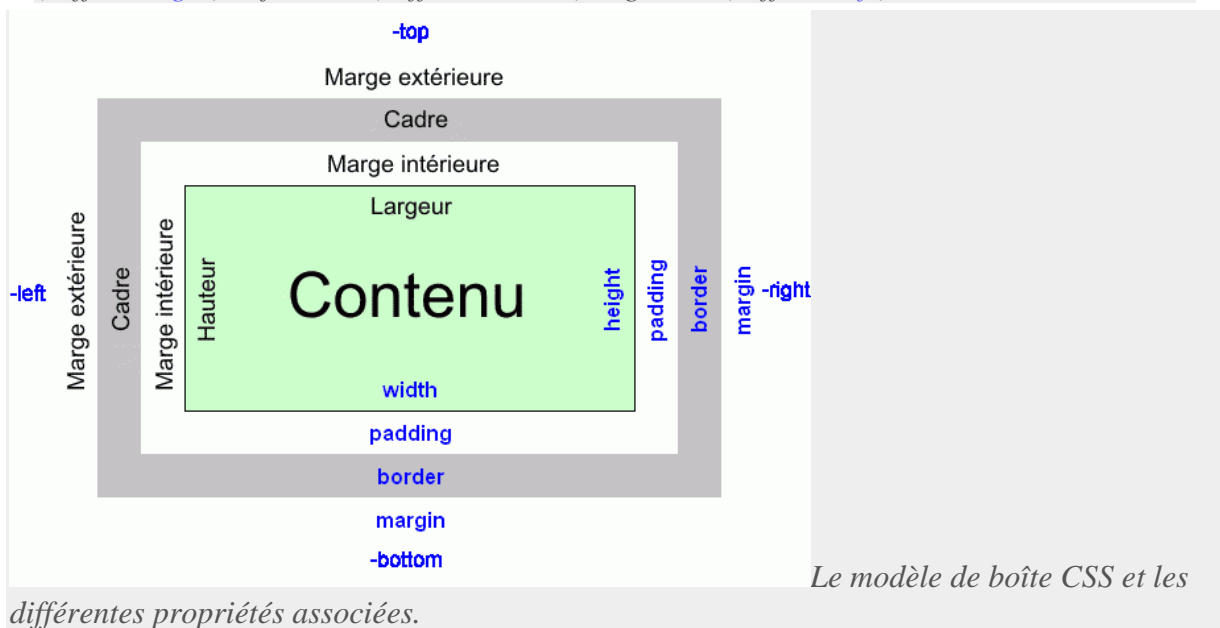 -top
Marge extérieure
Cadre
Marge intérieure
Largeur
-left
Marge extérieure
Cadre
Marge intérieure
Hauteur
Contenu
height
padding
border
margin
-right
width
padding
border
margin
-bottom
Le modèle de boîte CSS et les
différentes propriétés associées.